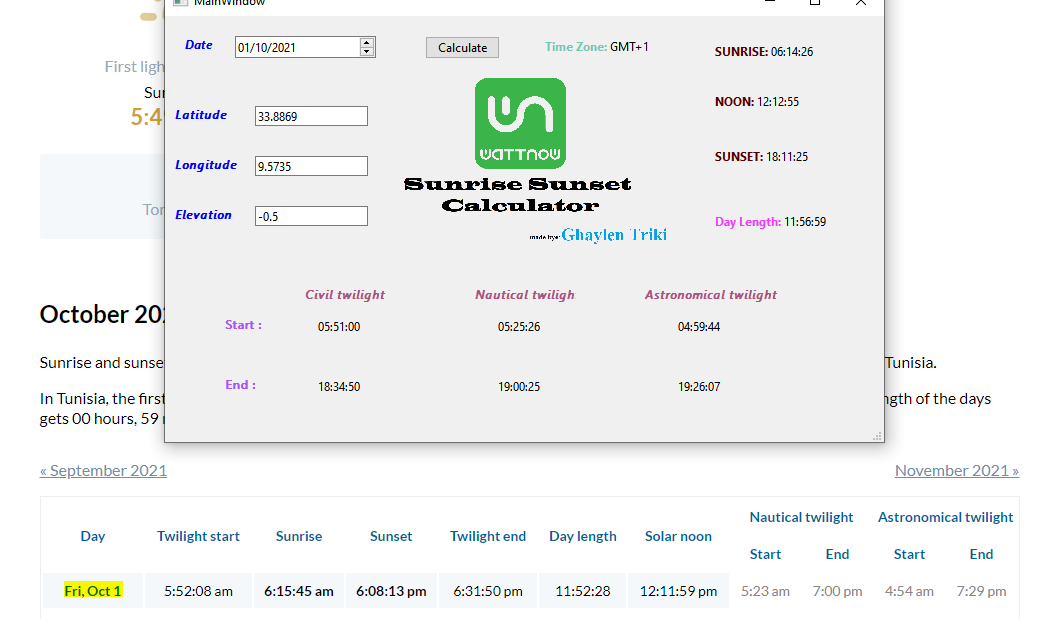 MainWindow
Date
01/10/2021
Calculate
Time Zone: GMT+1
SUNRISE: 06:14:26
First ligh
Sur
5:4
NOON: 12:12:55
Latitude
33.8869
wattnow
SUNSET: 18:11:25
Longitude
9.5735
Sunrise Sunset
Calculator
Tor
Elevation
-0.5
made by: Ghaylen Triki
Day Length: 11:56:59
Civil twilight Nautical twiligh Astronomical twilight
Start : 05:51:00 05:25:26 04:59:44
End : 18:34:50 19:00:25 19:26:07
October 202
Sunrise and sunse Tunisia.
In Tunisia, the first ngth of the days
gets 00 hours, 59
« September 2021 November 2021 »
Nautical twilight Astronomical twilight
Day Twilight start Sunrise Sunset Twilight end Day length Solar noon
Start End Start End
Fri, Oct 1 5:52:08 am 6:15:45 am 6:08:13 pm 6:31:50 pm 11:52:28 12:11:59 pm 5:23 am 7:00 pm 4:54 am 7:29 pm